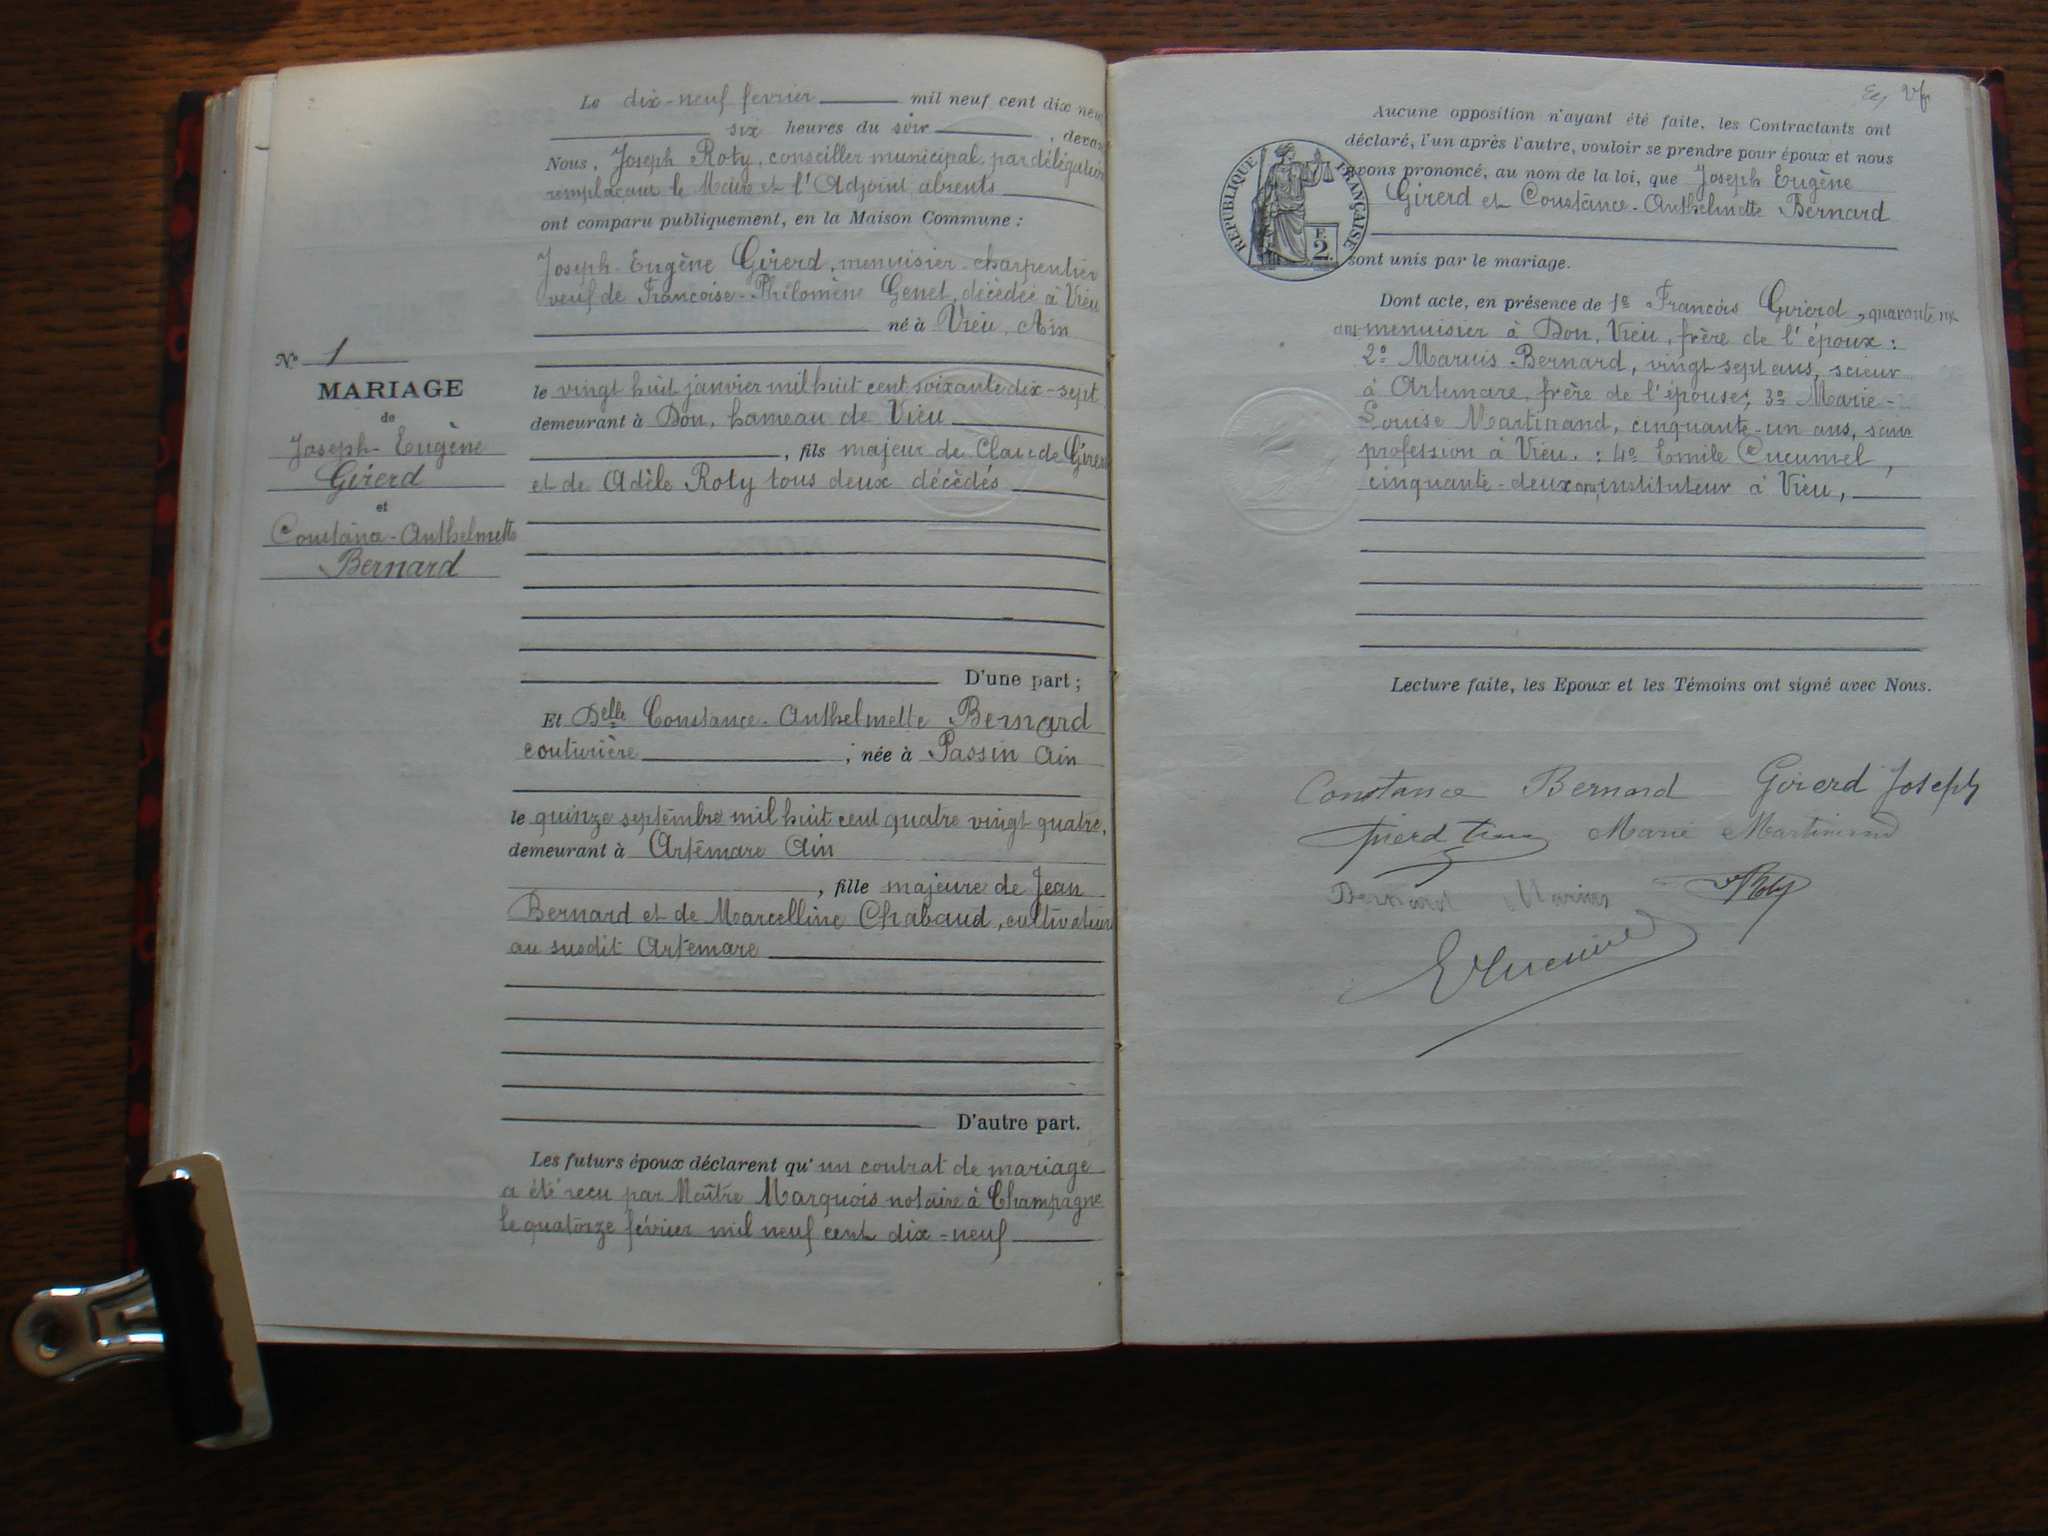 Le dix-neuf fevrier mil neuf cent dix neuf
six heures du soir, devant
Nous, Joseph Roty, conseiller municipal, par délégation
remplaçant le Maire et l'Adjoint absents
ont comparu publiquement, en la Maison Commune :
Joseph-Eugène Girerd, menuisier-charpentier
veuf de Françoise-Philomène Genet, décédée à Vieu
né à Vieu, Ain
le vingt huit janvier mil huit cent soixante dix-sept
demeurant à Don, hameau de Vieu
, fils majeur de Claude Girerd
et de Adèle Roty tous deux décédés
D'une part ;
Et Delle Constance-Anthelmette Bernard
couturière ; née à Passin Ain
le quinze septembre mil huit cent quatre vingt quatre,
demeurant à Artemare Ain
, fille majeure de Jean
Bernard et de Marcelline Chabaud, cultivateurs
au susdit Artemare
D'autre part.
Les futurs époux déclarent qu'un contrat de mariage
a été reçu par Maître Marquois notaire à Champagne
le quatorze février mil neuf cent dix-neuf
No 1
MARIAGE
de
Joseph-Eugène
Girerd
et
Constance-Anthelmette
Bernard
Aucune opposition n'ayant été faite, les Contractants ont
déclaré, l'un après l'autre, vouloir se prendre pour époux et nous
avons prononcé, au nom de la loi, que Joseph Eugène
Girerd et Constance-Anthelmette Bernard
sont unis par le mariage.
RÉPUBLIQUE FRANÇAISE
F.
2.
Dont acte, en présence de 1º François Girerd, quarante
ans menuisier à Don, Vieu, frère de l'époux :
2º Maruis Bernard, vingt-sept ans, scieur
à Artemare, frère de l'épouse ; 3º Marie-
Louise Martinand, cinquante-un ans, sans
profession à Vieu. : 4º Emile Cucumel,
cinquante-deux ans, instituteur à Vieu,
Lecture faite, les Epoux et les Témoins ont signé avec Nous.
Constance Bernard Girerd Joseph
Girerd Marie Martinand
Bernard Marius Roty